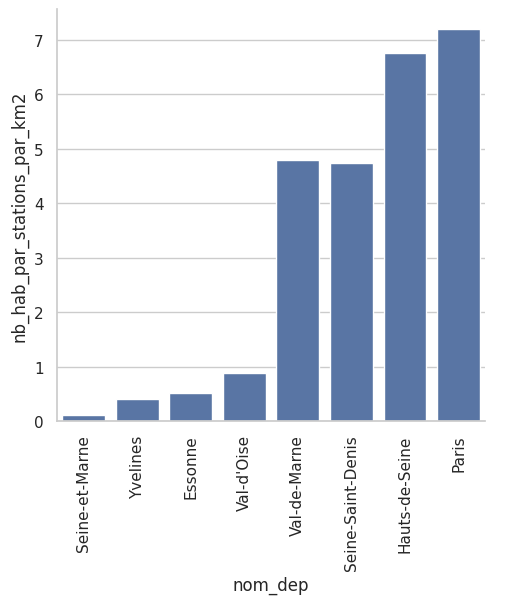 7
6
5
4
3
2
1
0
nb_hab_par_stations_par_km2
Seine-et-Marne
Yvelines
Essonne
Val-d'Oise
Val-de-Marne
Seine-Saint-Denis
Hauts-de-Seine
Paris
nom_dep